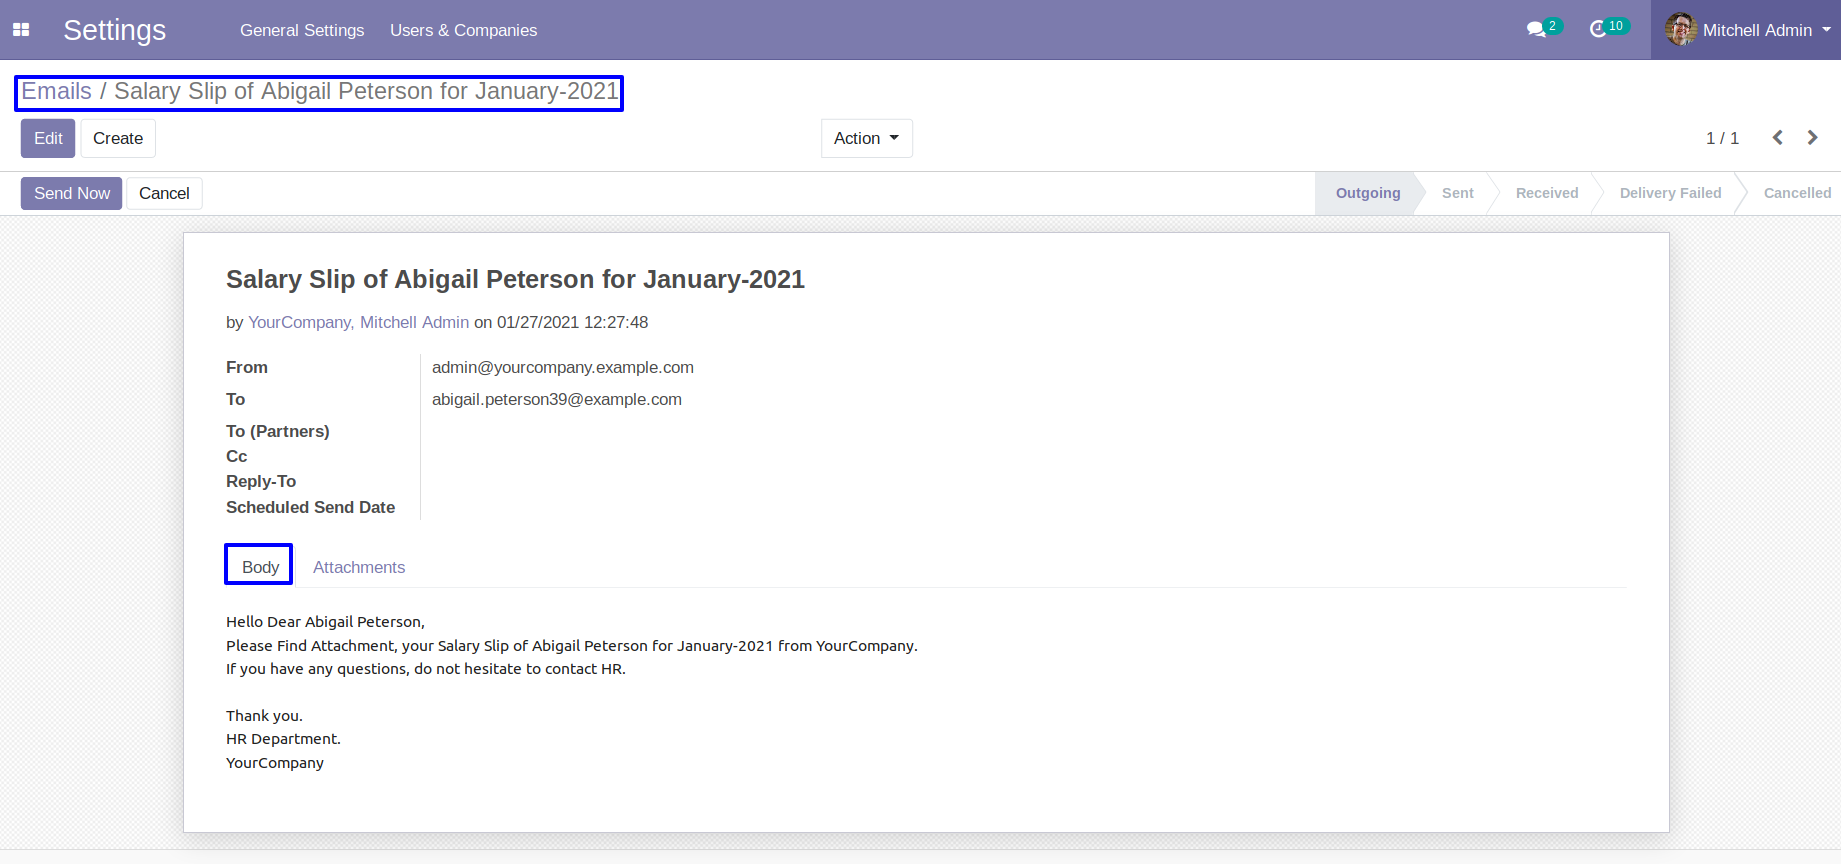 Settings General Settings Users & Companies 2 10 Mitchell Admin
Emails / Salary Slip of Abigail Peterson for January-2021
Edit Create Action 1 / 1
Send Now Cancel Outgoing Sent Received Delivery Failed Cancelled
Salary Slip of Abigail Peterson for January-2021
by YourCompany, Mitchell Admin on 01/27/2021 12:27:48
From admin@yourcompany.example.com
To abigail.peterson39@example.com
To (Partners)
Cc
Reply-To
Scheduled Send Date
Body Attachments
Hello Dear Abigail Peterson,
Please Find Attachment, your Salary Slip of Abigail Peterson for January-2021 from YourCompany.
If you have any questions, do not hesitate to contact HR.
Thank you.
HR Department.
YourCompany